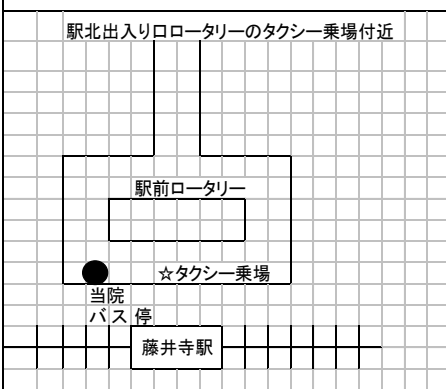 駅北出入り口ロータリーのタクシー乗場付近
駅前ロータリー
☆タクシー乗場
当院
バス停
藤井寺駅